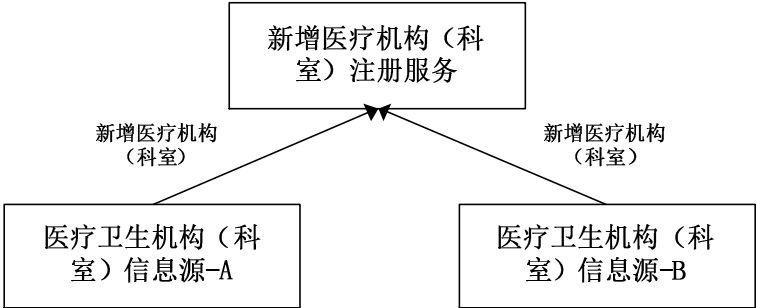 新增医疗机构（科
室）注册服务
新增医疗机构
（科室）
新增医疗机构
（科室）
医疗卫生机构（科
室）信息源-A
医疗卫生机构（科
室）信息源-B